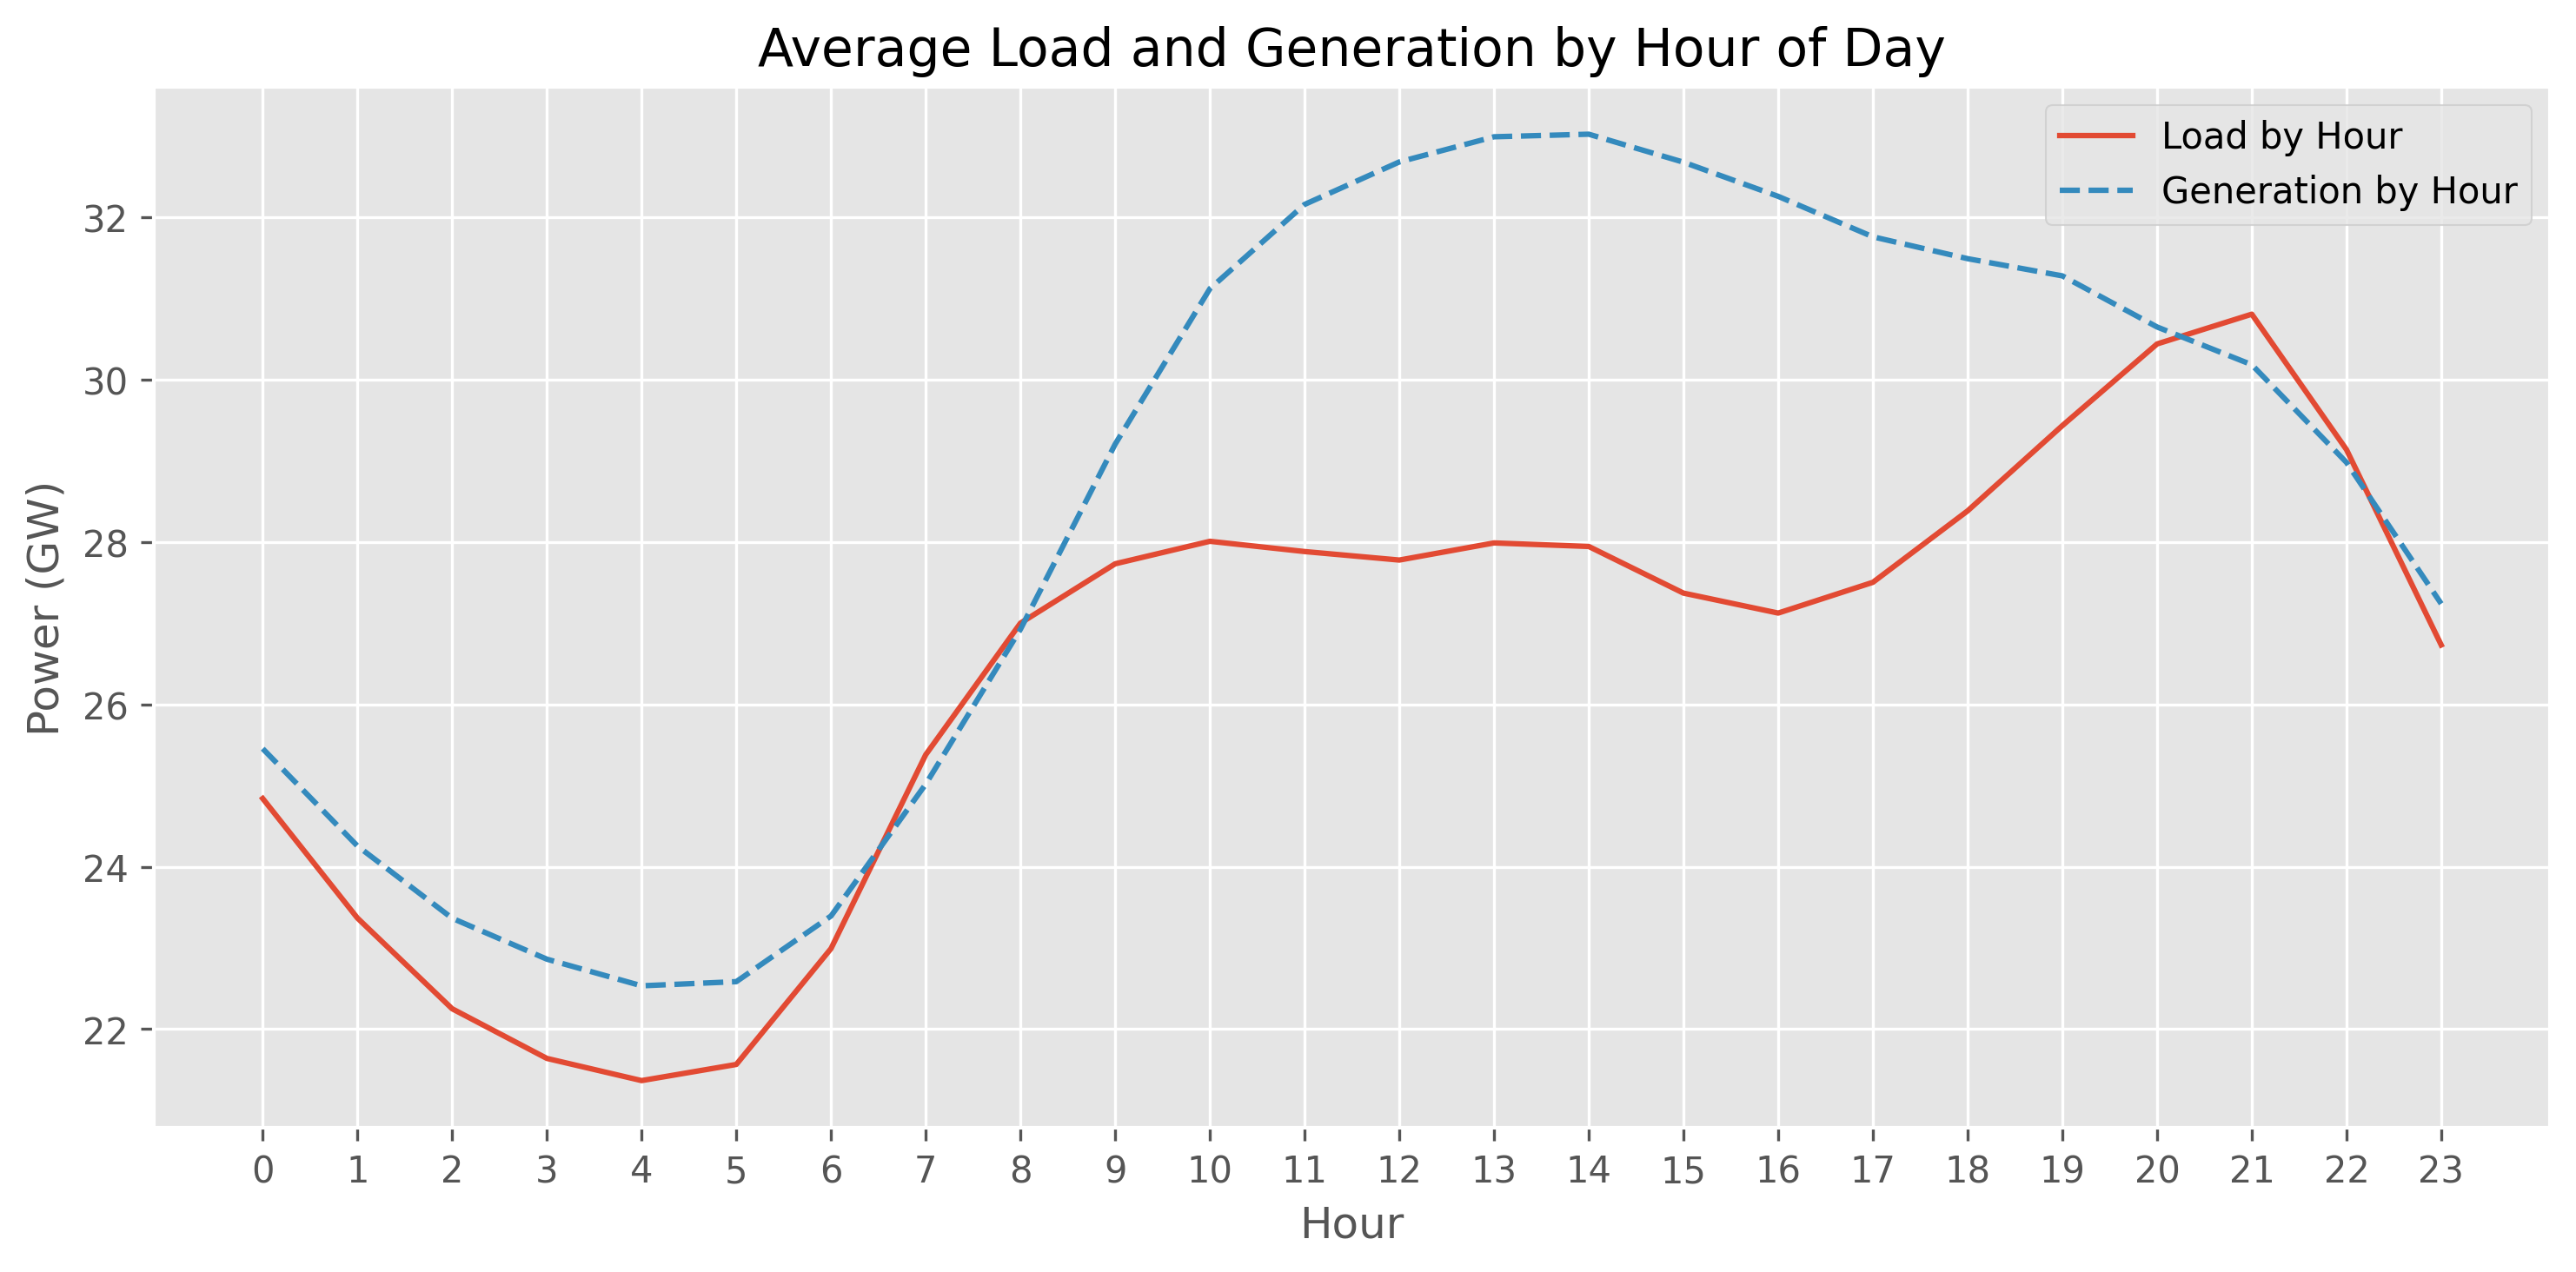 Average Load and Generation by Hour of Day
Load by Hour
Generation by Hour
Power (GW)
32
30
28
26
24
22
0 1 2 3 4 5 6 7 8 9 10 11 12 13 14 15 16 17 18 19 20 21 22 23
Hour